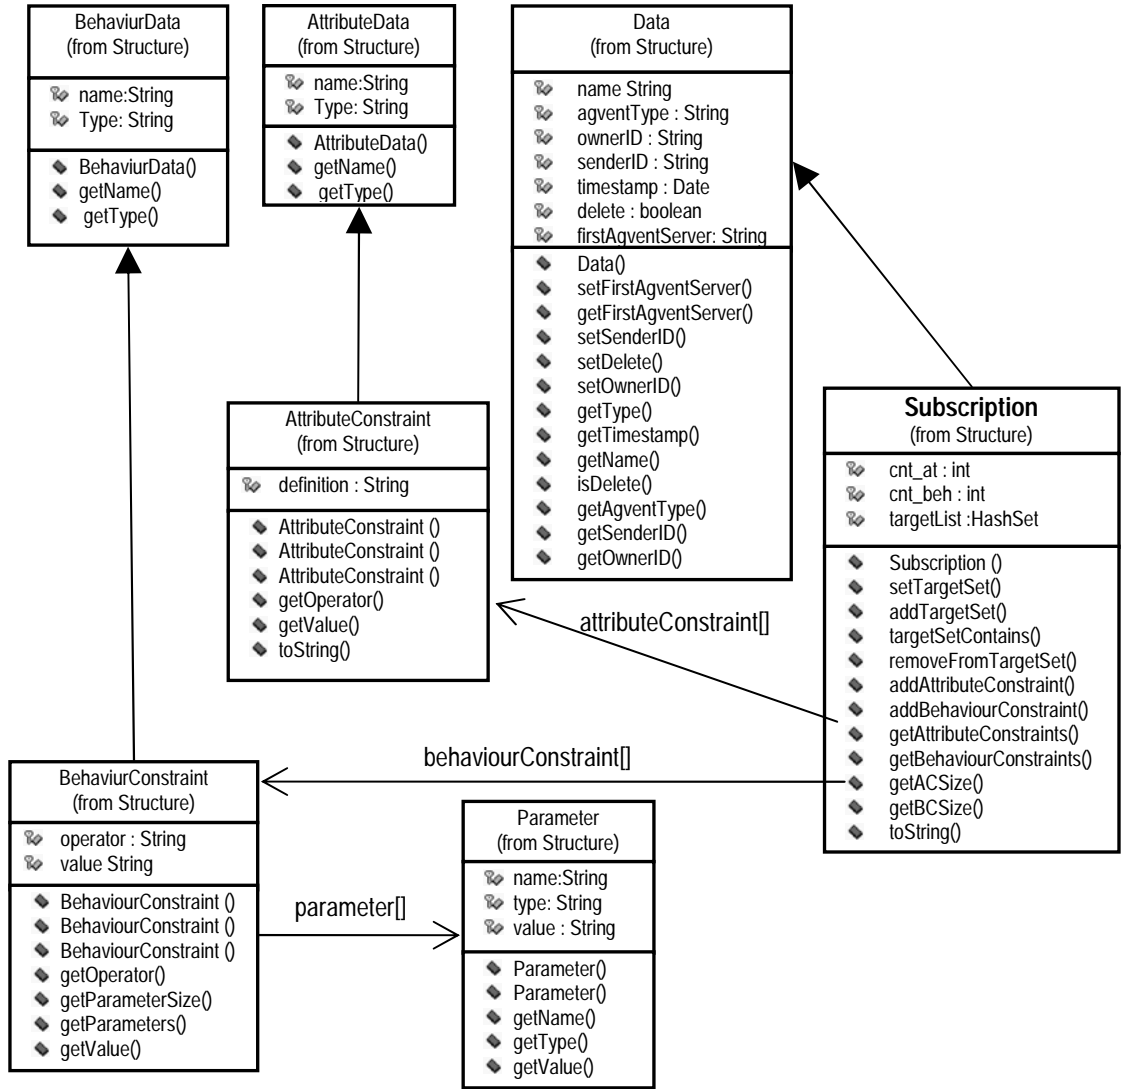 BehaviurData
(from Structure)
name:String
Type: String
BehaviurData()
getName()
getType()
AttributeData
(from Structure)
name:String
Type: String
AttributeData()
getName()
getType()
Data
(from Structure)
name String
agventType : String
ownerID : String
senderID : String
timestamp : Date
delete : boolean
firstAgventServer: String
Data()
setFirstAgventServer()
getFirstAgventServer()
setSenderID()
setDelete()
setOwnerID()
getType()
getTimestamp()
getName()
isDelete()
getAgventType()
getSenderID()
getOwnerID()
AttributeConstraint
(from Structure)
definition : String
AttributeConstraint ()
AttributeConstraint ()
AttributeConstraint ()
getOperator()
getValue()
toString()
Subscription
(from Structure)
cnt_at : int
cnt_beh : int
targetList :HashSet
Subscription ()
setTargetSet()
addTargetSet()
targetSetContains()
removeFromTargetSet()
addAttributeConstraint()
addBehaviourConstraint()
getAttributeConstraints()
getBehaviourConstraints()
getACSize()
getBCSize()
toString()
attributeConstraint[]
behaviourConstraint[]
BehaviurConstraint
(from Structure)
operator : String
value String
BehaviourConstraint ()
BehaviourConstraint ()
BehaviourConstraint ()
getOperator()
getParameterSize()
getParameters()
getValue()
parameter[]
Parameter
(from Structure)
name:String
type: String
value : String
Parameter()
Parameter()
getName()
getType()
getValue()